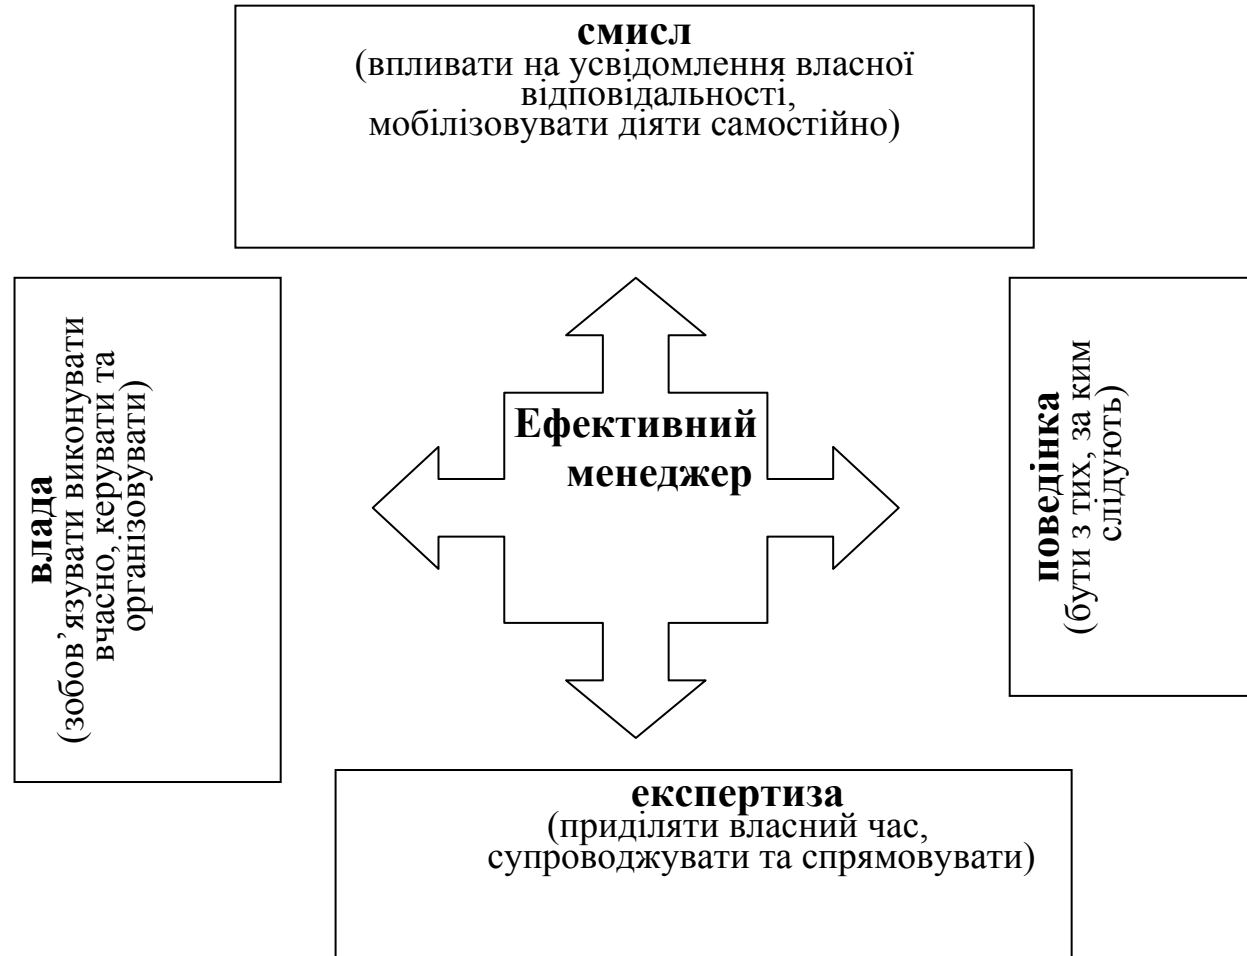 смисл
(впливати на усвідомлення власної
відповідальності,
мобілізовувати діяти самостійно)
влада
(зобов’язувати виконувати
вчасно, керувати та
організовувати)
Ефективний
менеджер
поведінка
(бути з тих, за ким
слідують)
експертиза
(приділяти власний час,
супроводжувати та спрямовувати)